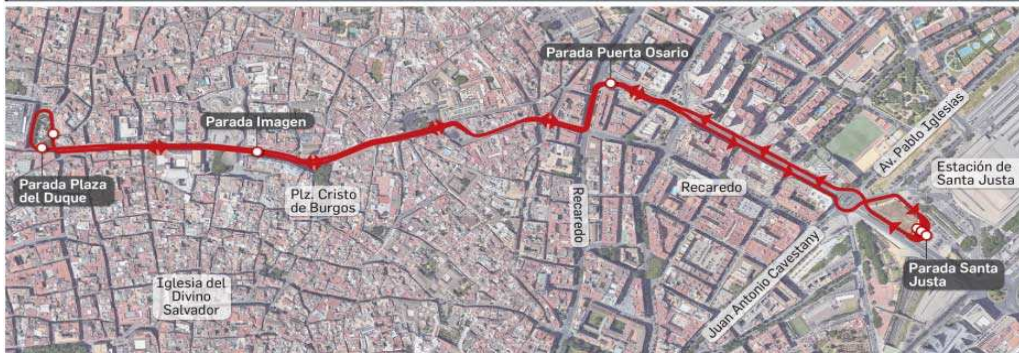 Parada Puerta Osario
Parada Imagen
Av. Pablo Iglesias
Estación de
Santa Justa
Parada Plaza
del Duque
Plz. Cristo
de Burgos
Recaredo
Recaredo
Juan Antonio Cavestany
Parada Santa
Justa
Iglesia del
Divino
Salvador